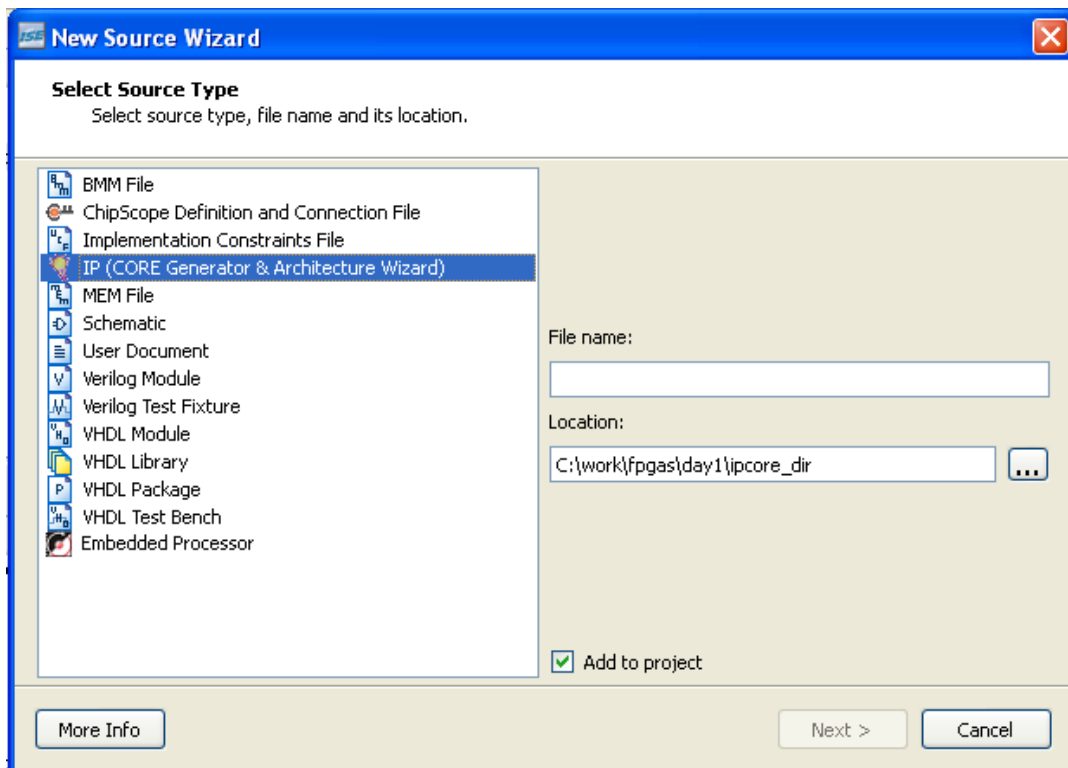 ISE New Source Wizard
Select Source Type
Select source type, file name and its location.
BMM File
ChipScope Definition and Connection File
Implementation Constraints File
IP (CORE Generator & Architecture Wizard)
MEM File
Schematic
User Document
Verilog Module
Verilog Test Fixture
VHDL Module
VHDL Library
VHDL Package
VHDL Test Bench
Embedded Processor
File name:
Location:
C:\work\fpgas\day1\ipcore_dir
...
Add to project
More Info
Next >
Cancel